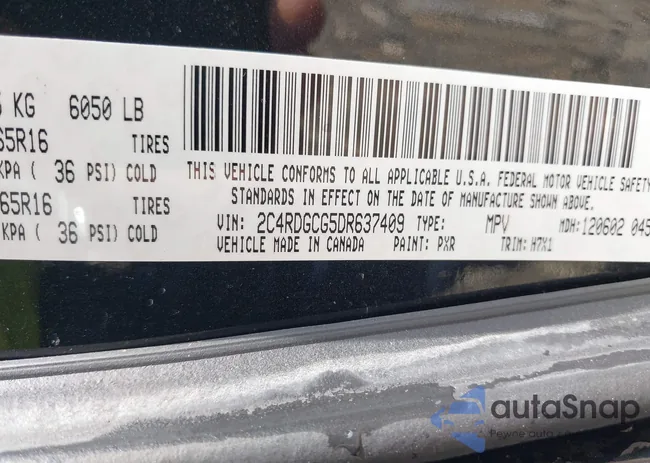 KG 6050 LB
65R16 TIRES
KPA ( 36 PSI) COLD
65R16 TIRES
KPA ( 36 PSI) COLD
THIS VEHICLE CONFORMS TO ALL APPLICABLE U.S.A. FEDERAL MOTOR VEHICLE SAFETY
STANDARDS IN EFFECT ON THE DATE OF MANUFACTURE SHOWN ABOVE.
VIN: 2C4RDGCG5DR637409 TYPE: MPV MDH: 120602 045
VEHICLE MADE IN CANADA PAINT: PXR TRIM: H7X1
autoSnap
Pewne auto